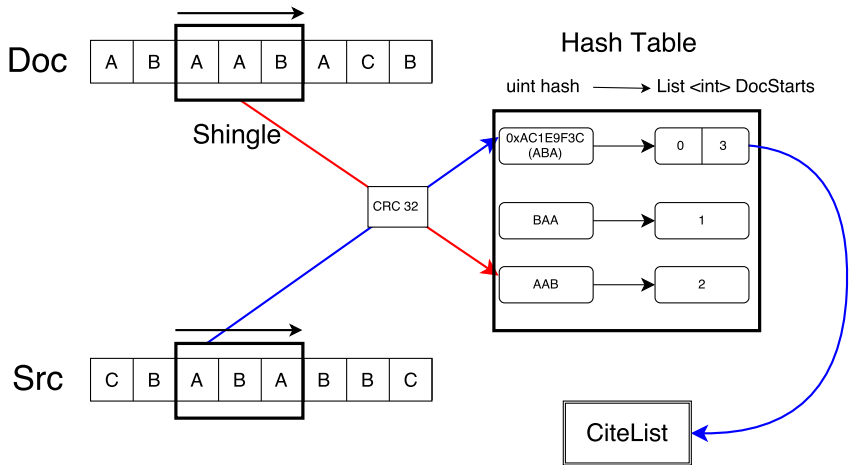 Doc
A B A A B A C B
Shingle
Hash Table
uint hash List <int> DocStarts
0xAC1E9F3C
(ABA)
0 3
CRC 32
BAA
1
AAB
2
Src
C B A B A B B C
CiteList